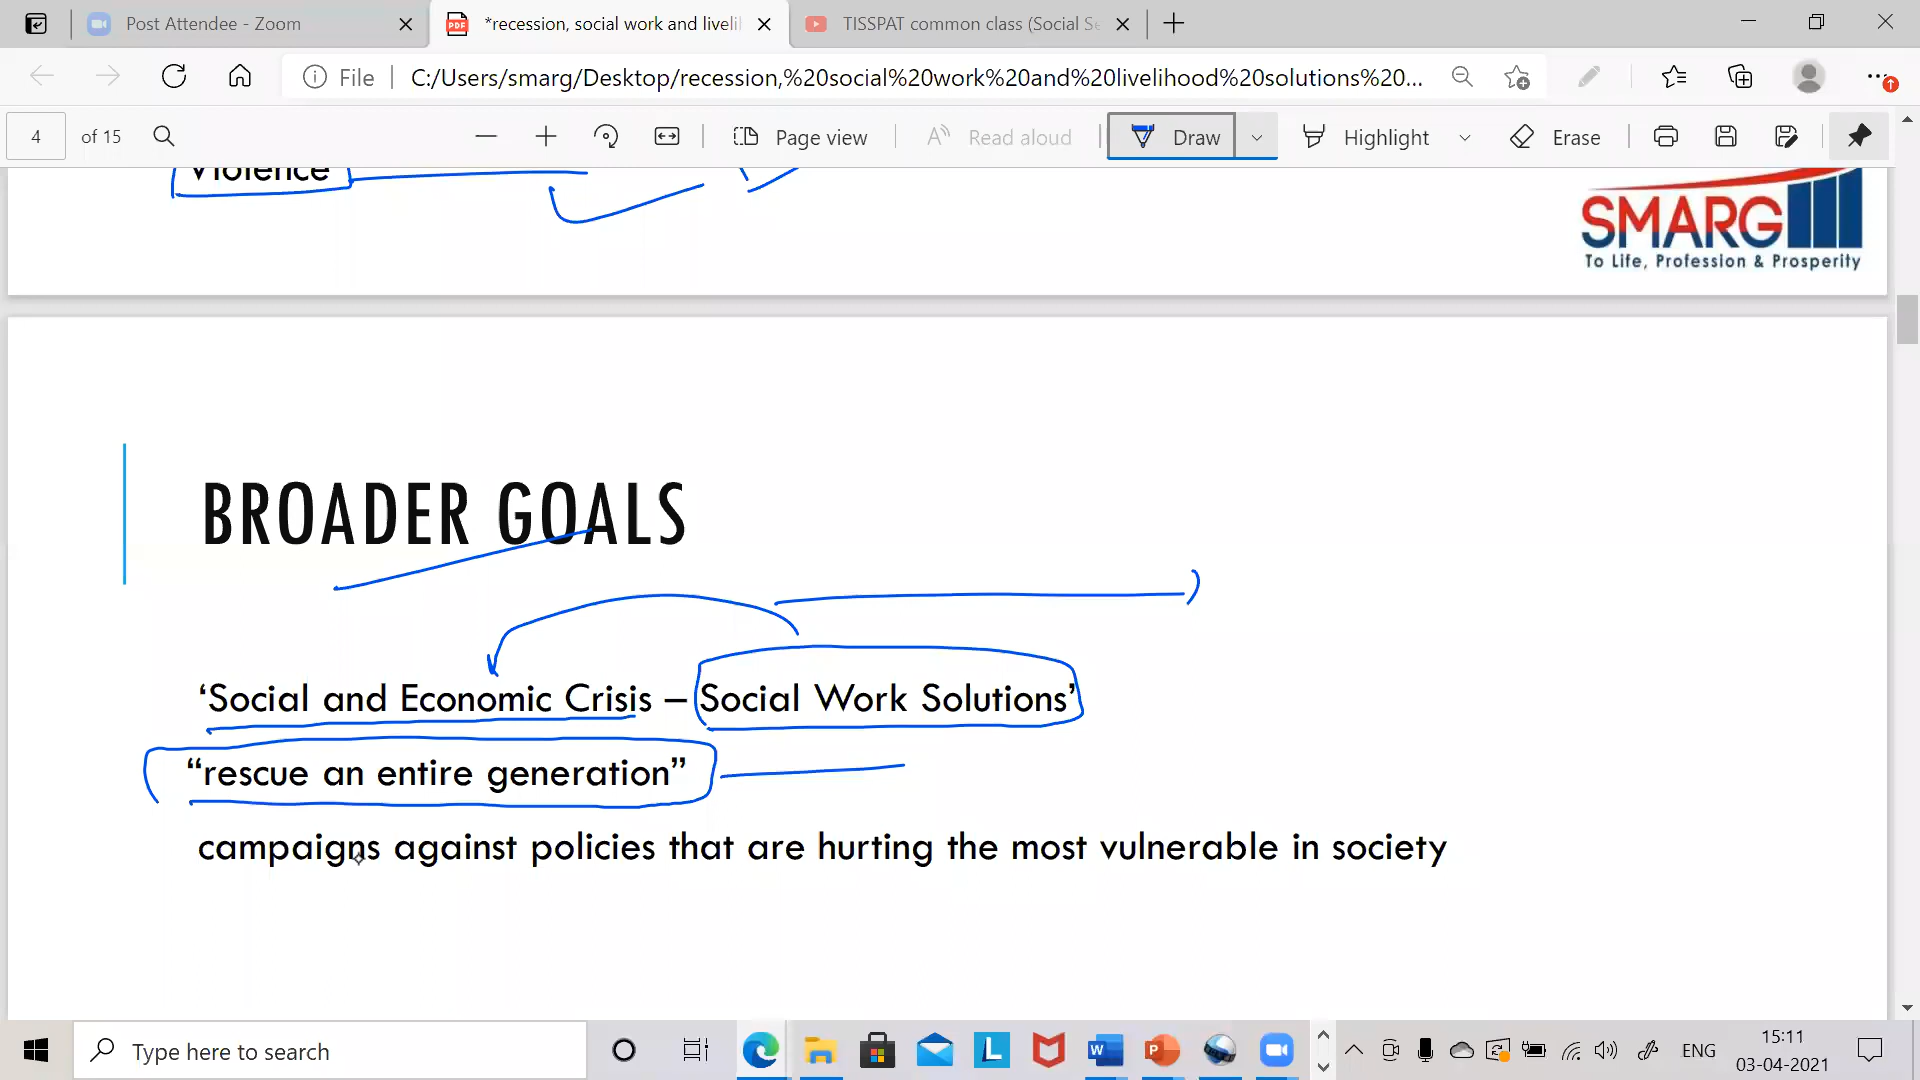 Post Attendee - Zoom
*recession, social work and liveli
TISSPAT common class (Social Se
File
C:/Users/smarg/Desktop/recession,%20social%20work%20and%20livelihood%20solutions%20...
4 of 15
Page view
Read aloud
Draw
Highlight
Erase
Violence
SMARG
To Life, Profession & Prosperity
BROADER GOALS
‘Social and Economic Crisis – Social Work Solutions’
“rescue an entire generation”
campaigns against policies that are hurting the most vulnerable in society
Type here to search
ENG
15:11
03-04-2021